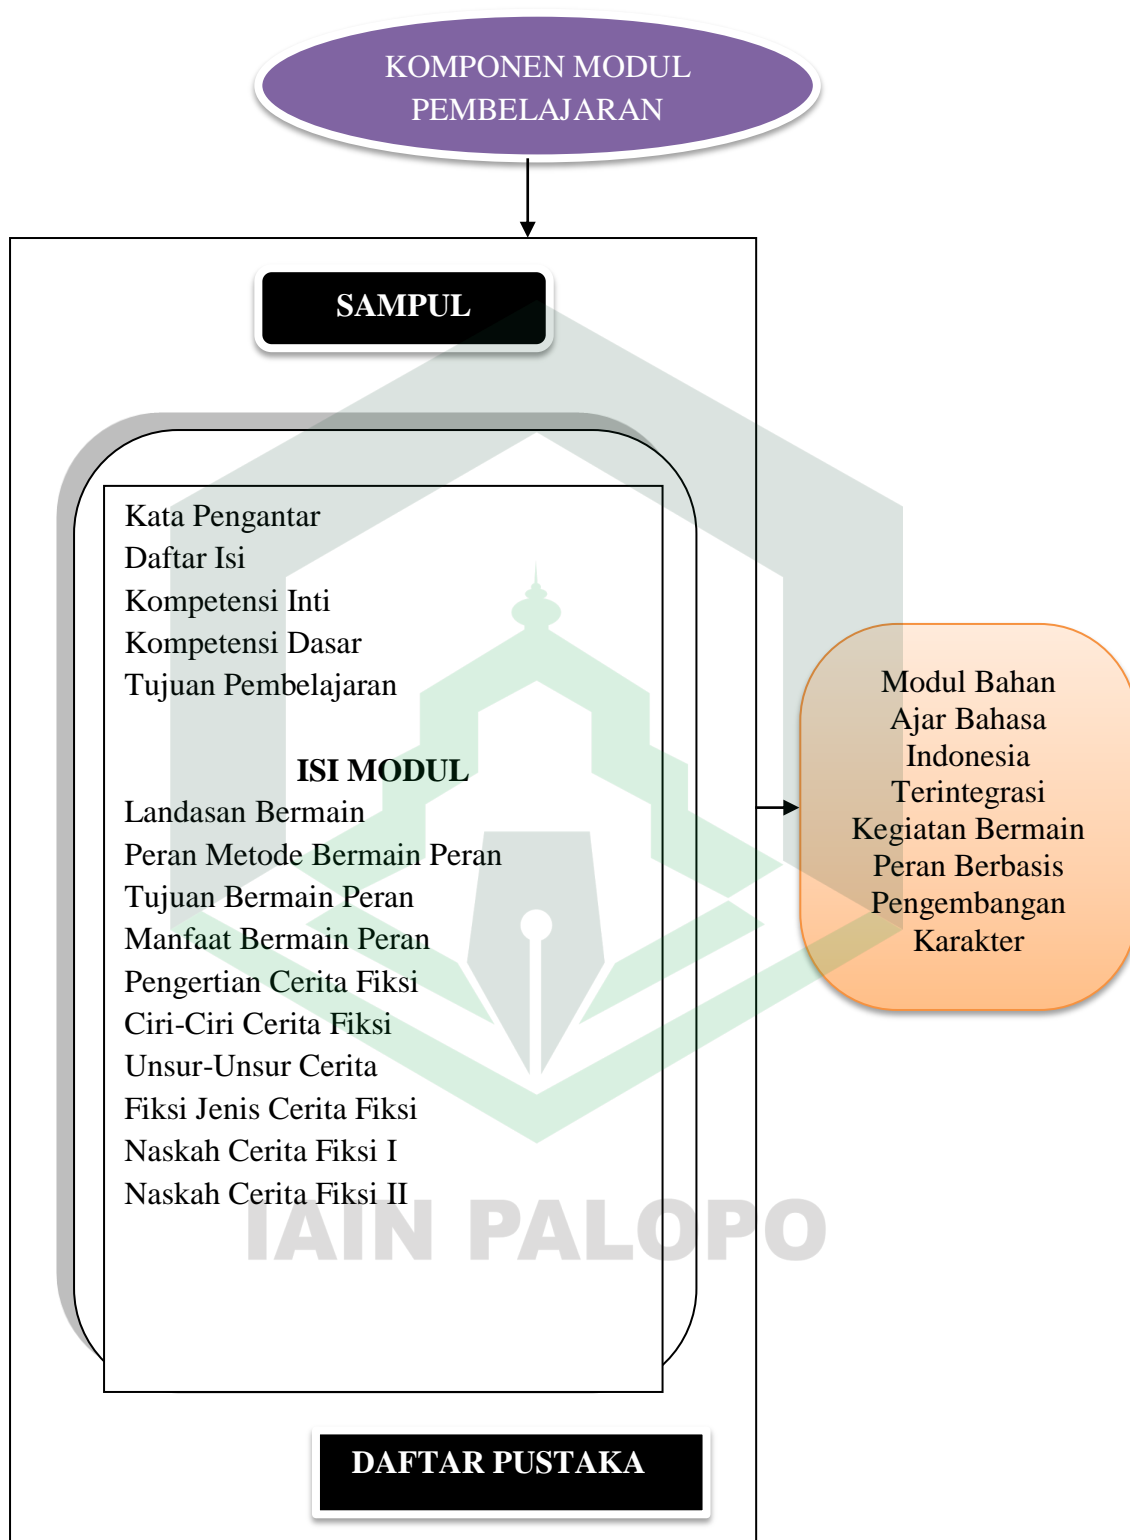 KOMPONEN MODUL
PEMBELAJARAN
SAMPUL
Kata Pengantar
Daftar Isi
Kompetensi Inti
Kompetensi Dasar
Tujuan Pembelajaran
ISI MODUL
Landasan Bermain
Peran Metode Bermain Peran
Tujuan Bermain Peran
Manfaat Bermain Peran
Pengertian Cerita Fiksi
Ciri-Ciri Cerita Fiksi
Unsur-Unsur Cerita
Fiksi Jenis Cerita Fiksi
Naskah Cerita Fiksi I
Naskah Cerita Fiksi II
IAIN PALOPO
DAFTAR PUSTAKA
Modul Bahan
Ajar Bahasa
Indonesia
Terintegrasi
Kegiatan Bermain
Peran Berbasis
Pengembangan
Karakter